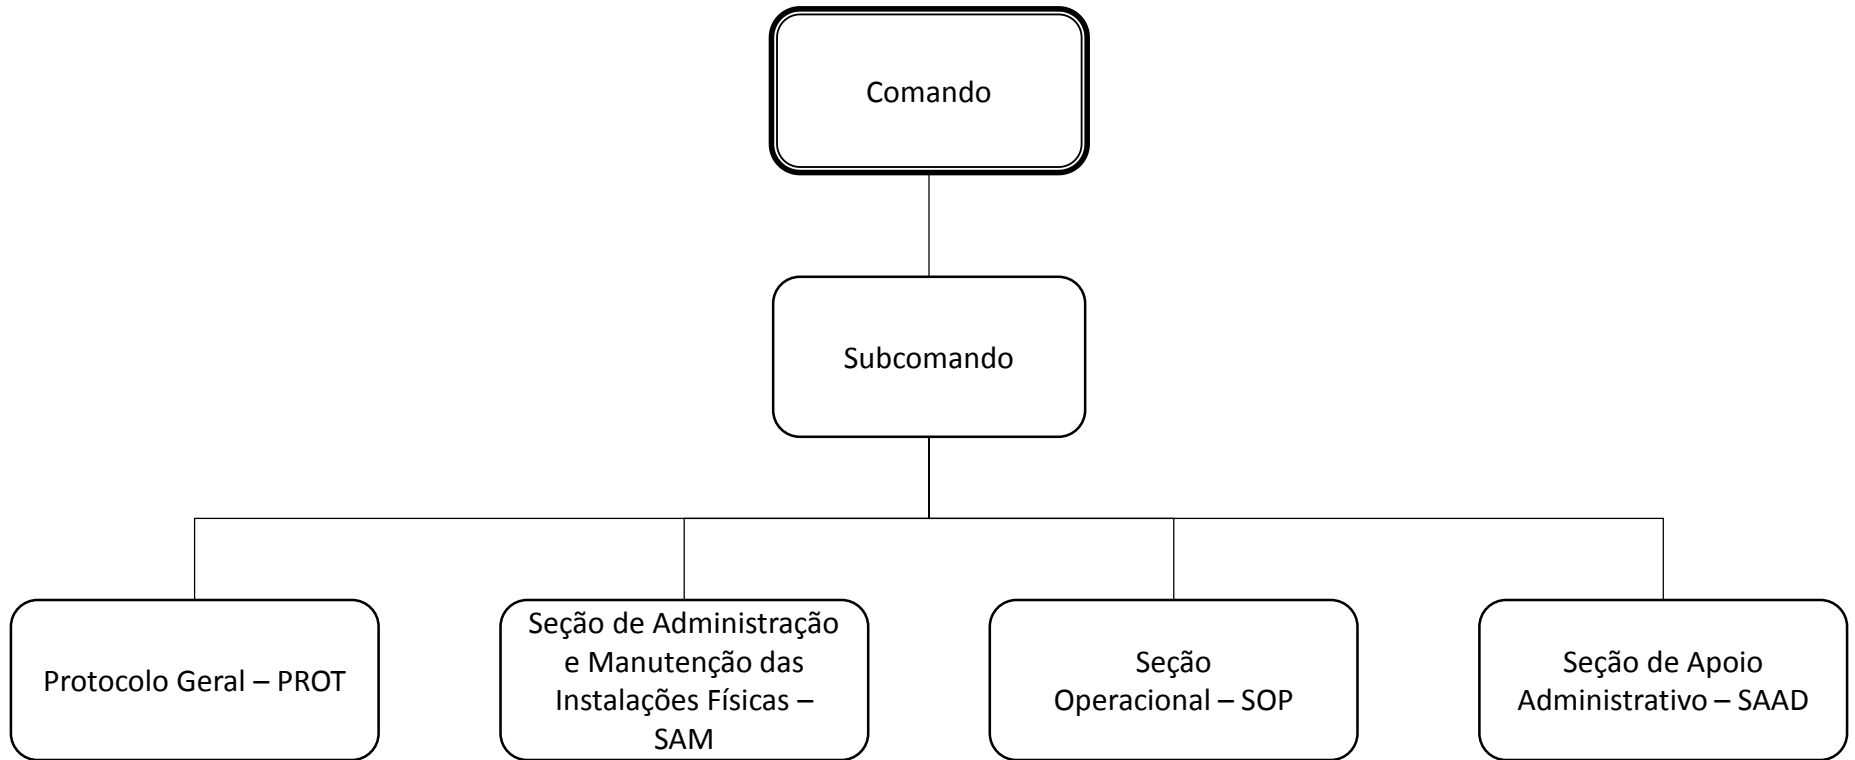 Comando
Subcomando
Protocolo Geral – PROT
Seção de Administração
e Manutenção das
Instalações Físicas –
SAM
Seção
Operacional – SOP
Seção de Apoio
Administrativo – SAAD